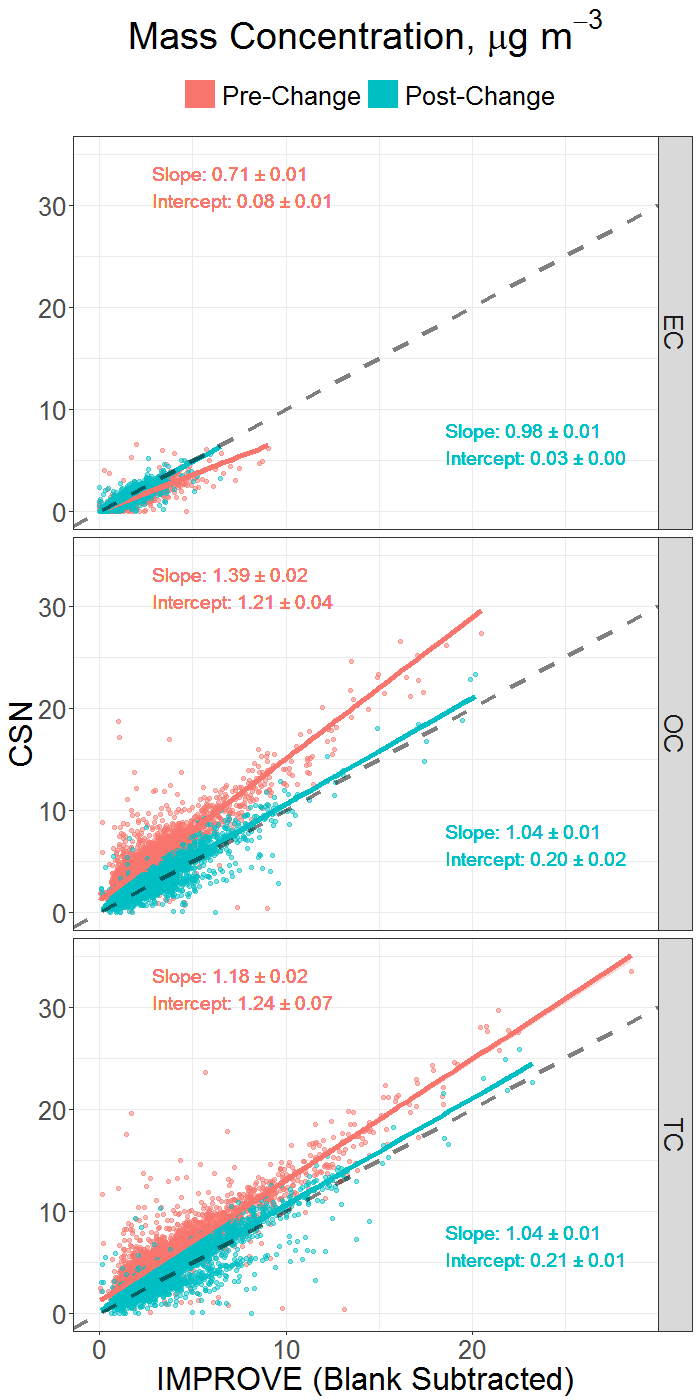 Mass Concentration, μg m⁻³
Pre-Change Post-Change
Slope: 0.71 ± 0.01
Intercept: 0.08 ± 0.01
30
20
10
0
Slope: 0.98 ± 0.01
Intercept: 0.03 ± 0.00
EC
Slope: 1.39 ± 0.02
Intercept: 1.21 ± 0.04
30
20
10
0
Slope: 1.04 ± 0.01
Intercept: 0.20 ± 0.02
OC
CSN
Slope: 1.18 ± 0.02
Intercept: 1.24 ± 0.07
30
20
10
0
Slope: 1.04 ± 0.01
Intercept: 0.21 ± 0.01
TC
0 10 20
IMPROVE (Blank Subtracted)